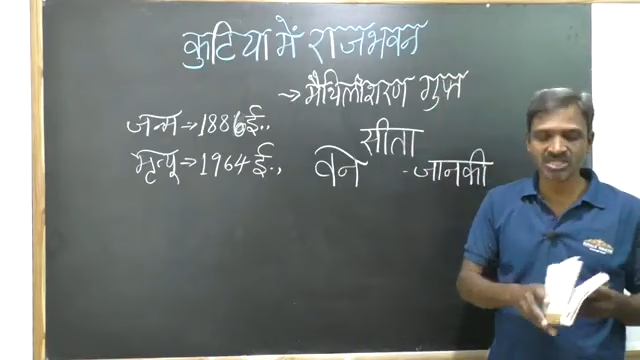 कुटिया में राजभवन
→ मैथिलीशरण गुप्त
जन्म → 1886 ई.,
मृत्यू → 1964 ई.,
सीता
वन - जानकी